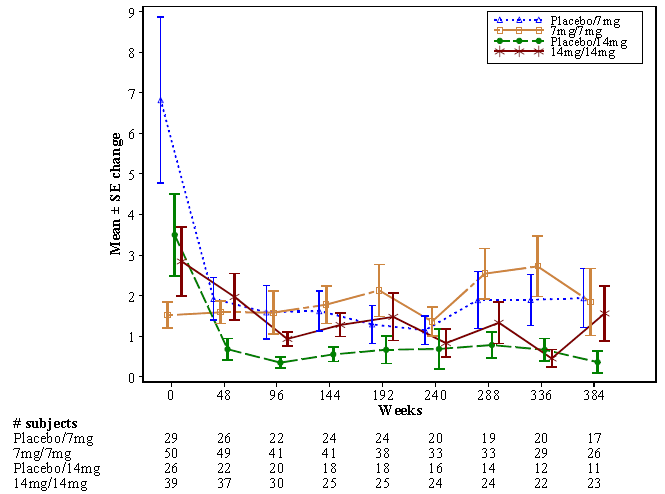 9
8
7
6
5
4
3
2
1
0
Mean ± SE change
Placebo/7mg
7mg/7mg
Placebo/14mg
14mg/14mg
0 48 96 144 192 240 288 336 384
Weeks
# subjects
Placebo/7mg 29 26 22 24 24 20 19 20 17
7mg/7mg 50 49 41 41 38 33 33 29 26
Placebo/14mg 26 22 20 18 18 16 14 12 11
14mg/14mg 39 37 30 25 25 24 24 22 23